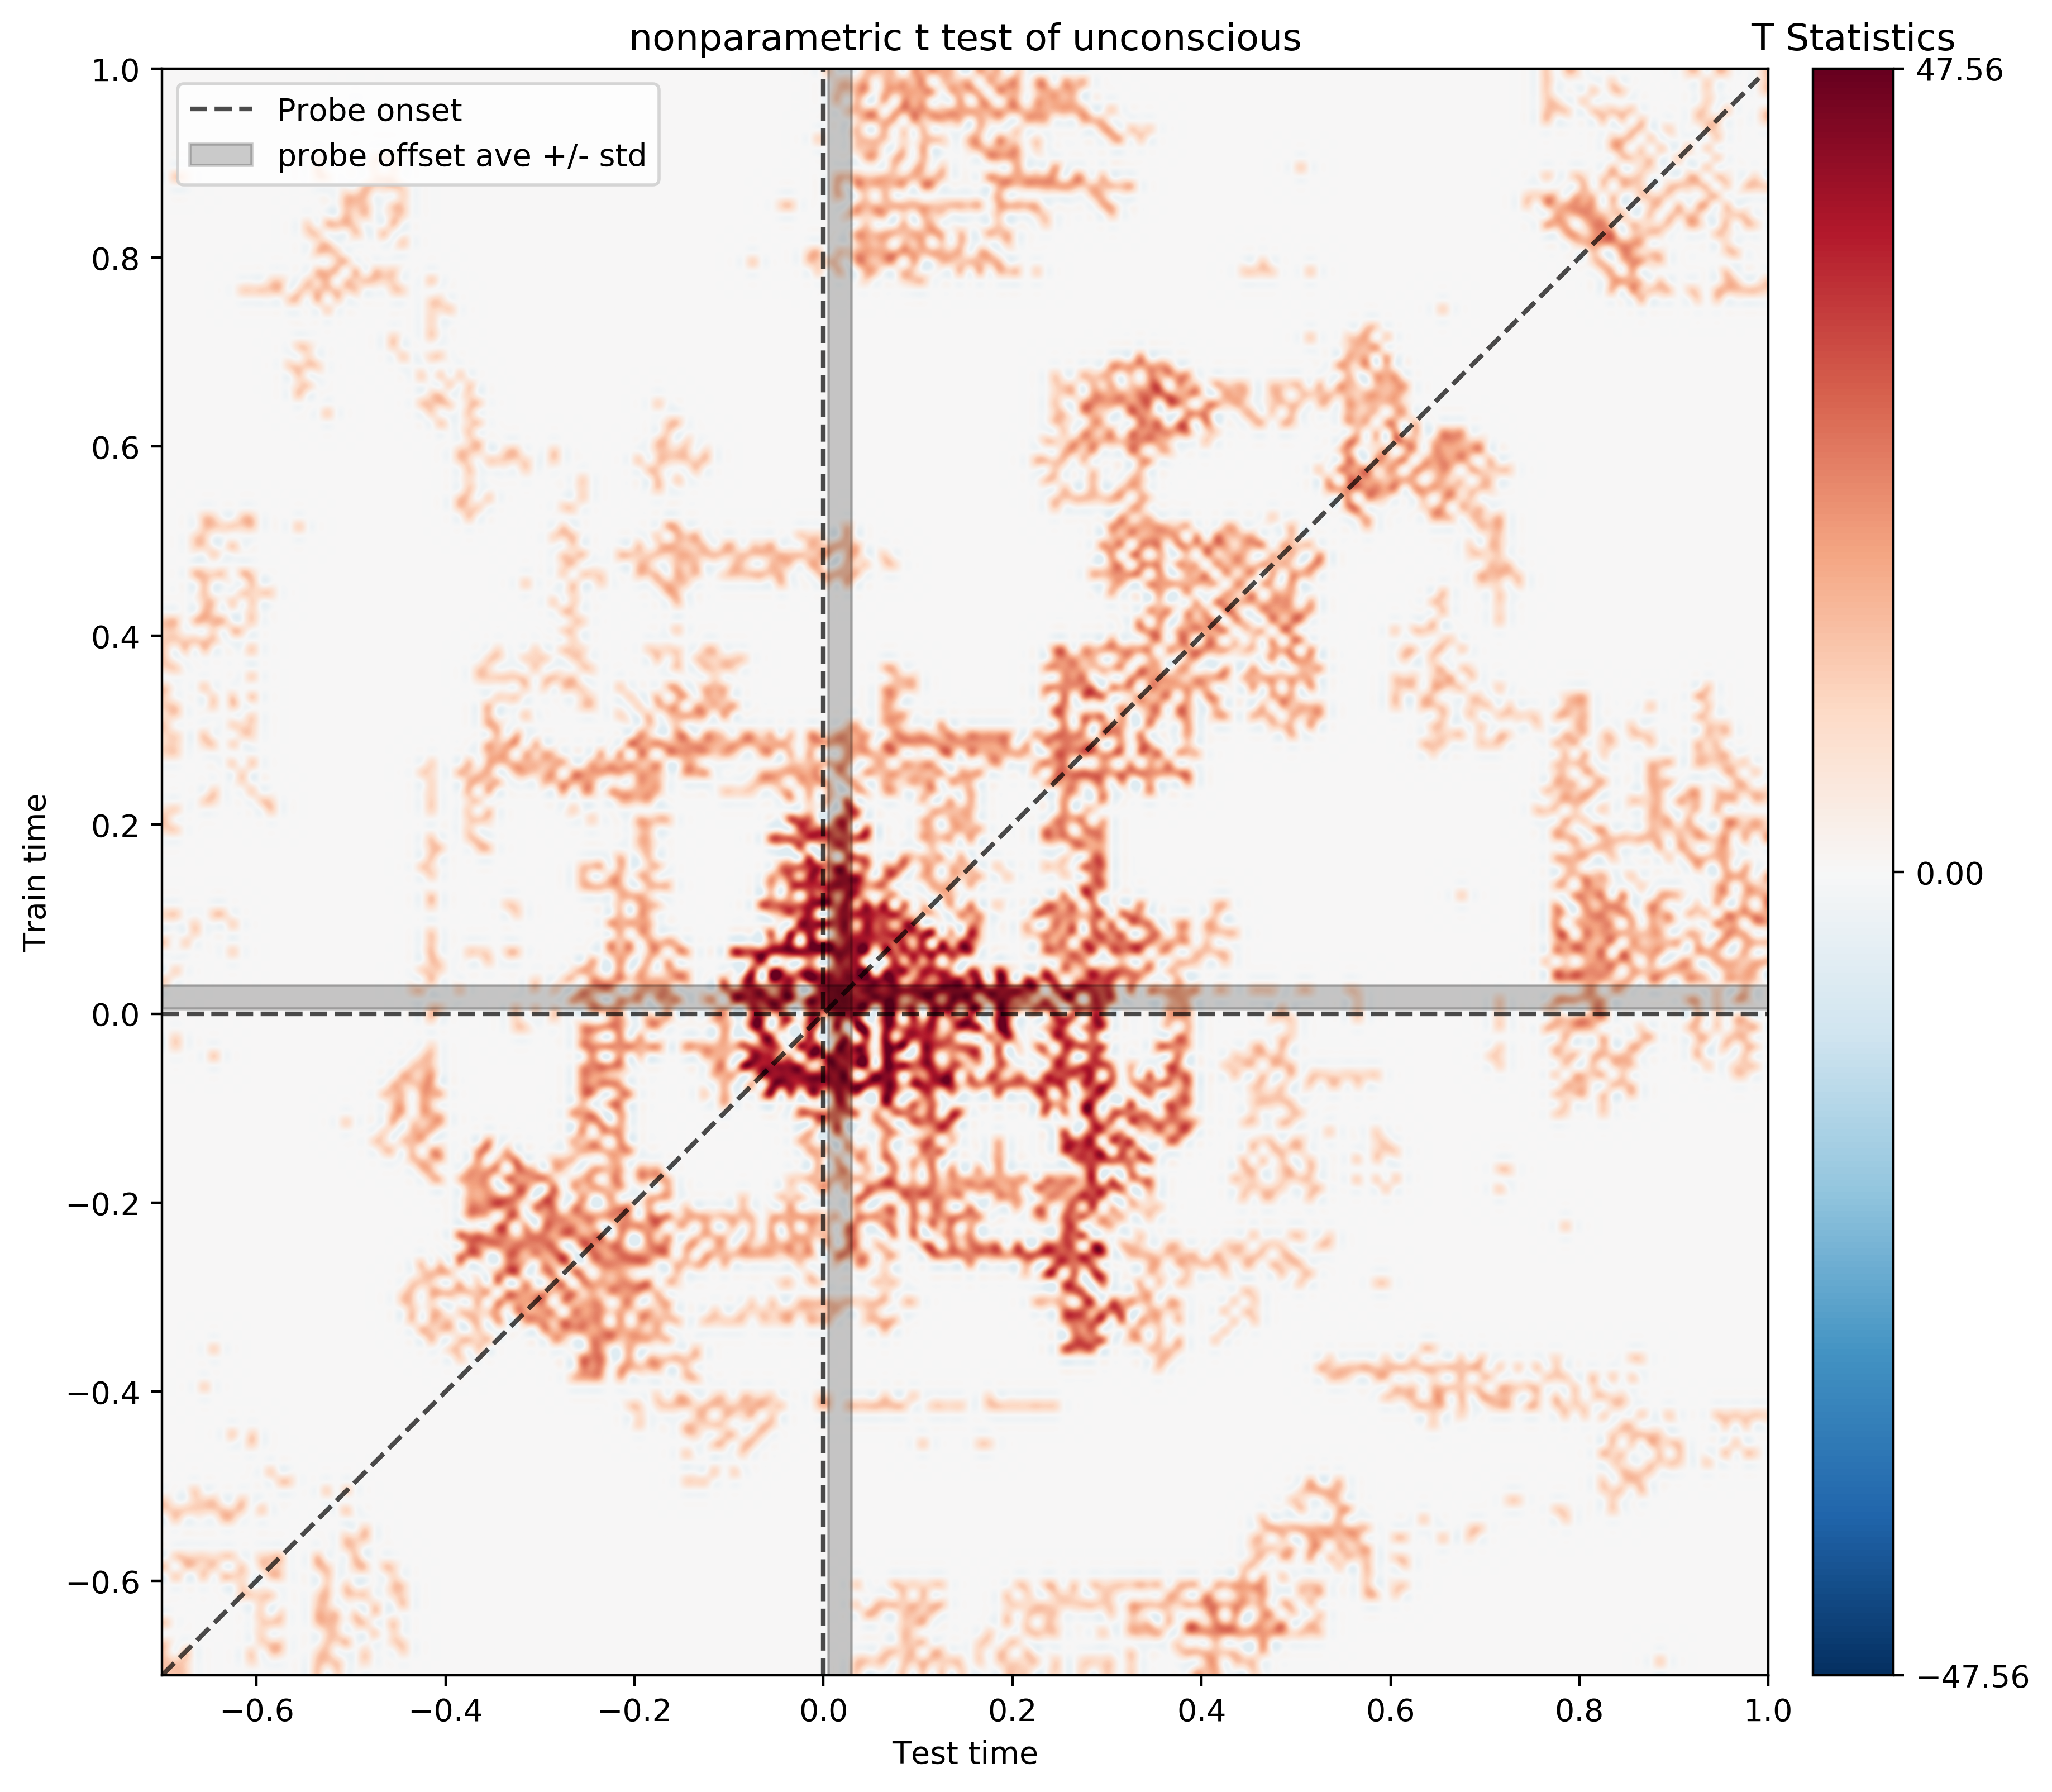 nonparametric t test of unconscious
T Statistics
Probe onset
probe offset ave +/- std
1.0
0.8
0.6
0.4
0.2
0.0
−0.2
−0.4
−0.6
Train time
−0.6 −0.4 −0.2 0.0 0.2 0.4 0.6 0.8 1.0
Test time
47.56
0.00
−47.56